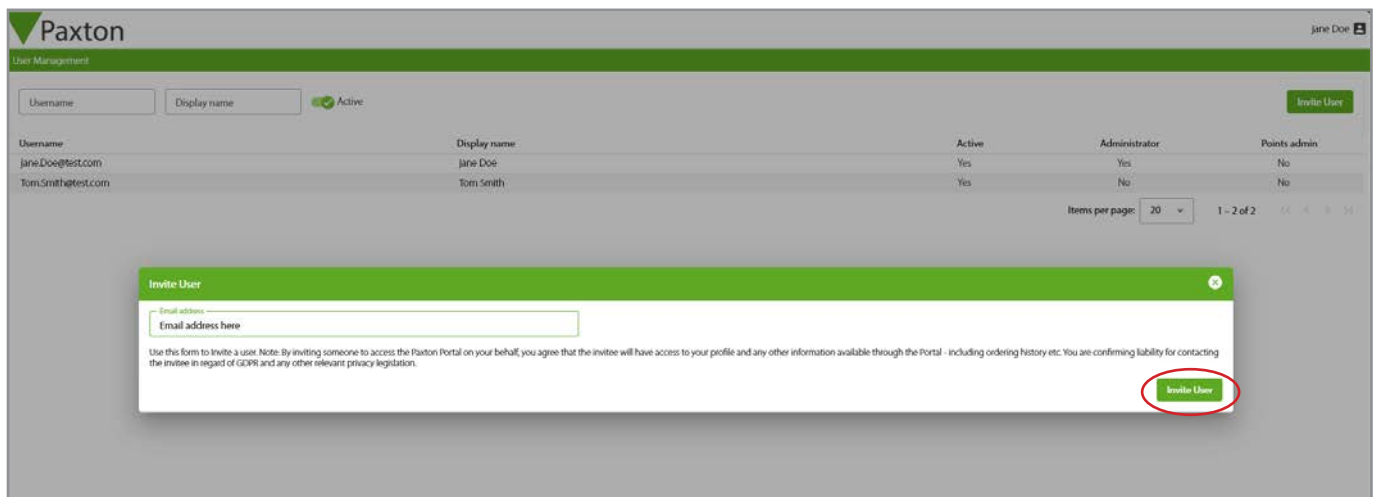 Paxton
Jane Doe
User Management
Username
Display name
Active
Invite User
Username Display name Active Administrator Points admin
Jane.Doe@test.com Jane Doe Yes Yes No
Tom.Smith@test.com Tom Smith Yes No No
Items per page: 20 1 – 2 of 2
Invite User
Email address
Email address here
Use this form to Invite a user. Note: By inviting someone to access the Paxton Portal on your behalf, you agree that the invitee will have access to your profile and any other information available through the Portal - including ordering history etc. You are confirming liability for contacting
the invitee in regard of GDPR and any other relevant privacy legislation.
Invite User